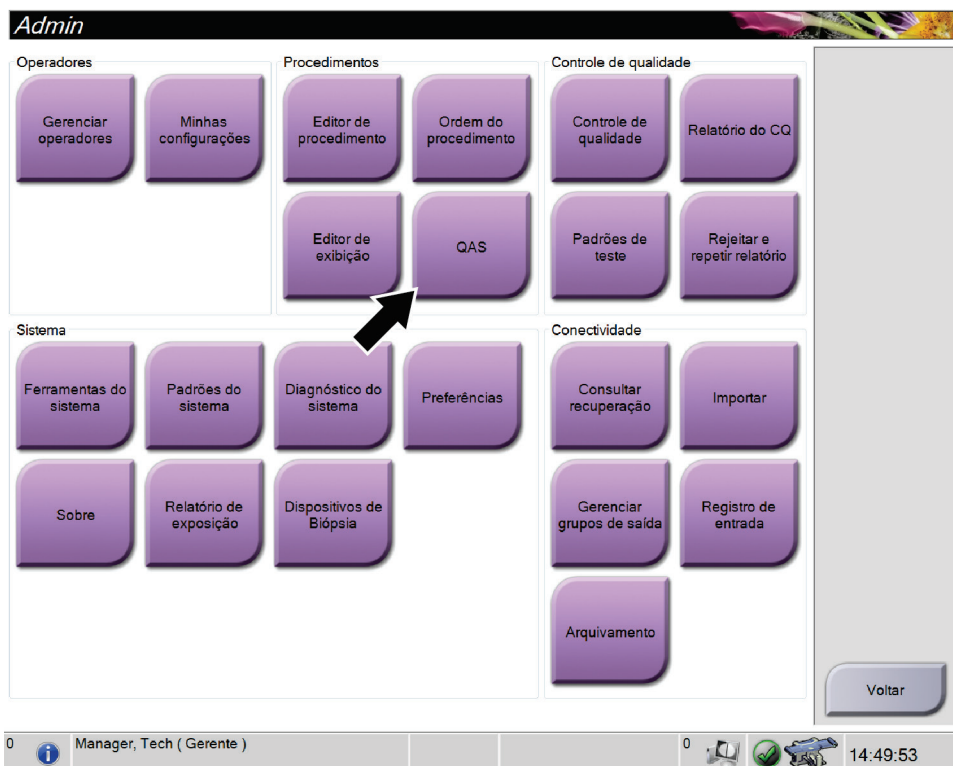 Admin
Operadores
Gerenciar
operadores
Minhas
configurações
Procedimentos
Editor de
procedimento
Ordem do
procedimento
Editor de
exibição
QAS
Controle de qualidade
Controle de
qualidade
Relatório do CQ
Padrões de
teste
Rejeitar e
repetir relatório
Sistema
Ferramentas do
sistema
Padrões do
sistema
Diagnóstico do
sistema
Preferências
Sobre
Relatório de
exposição
Dispositivos de
Biópsia
Conectividade
Consultar
recuperação
Importar
Gerenciar
grupos de saída
Registro de
entrada
Arquivamento
Voltar
0
Manager, Tech ( Gerente )
0
14:49:53